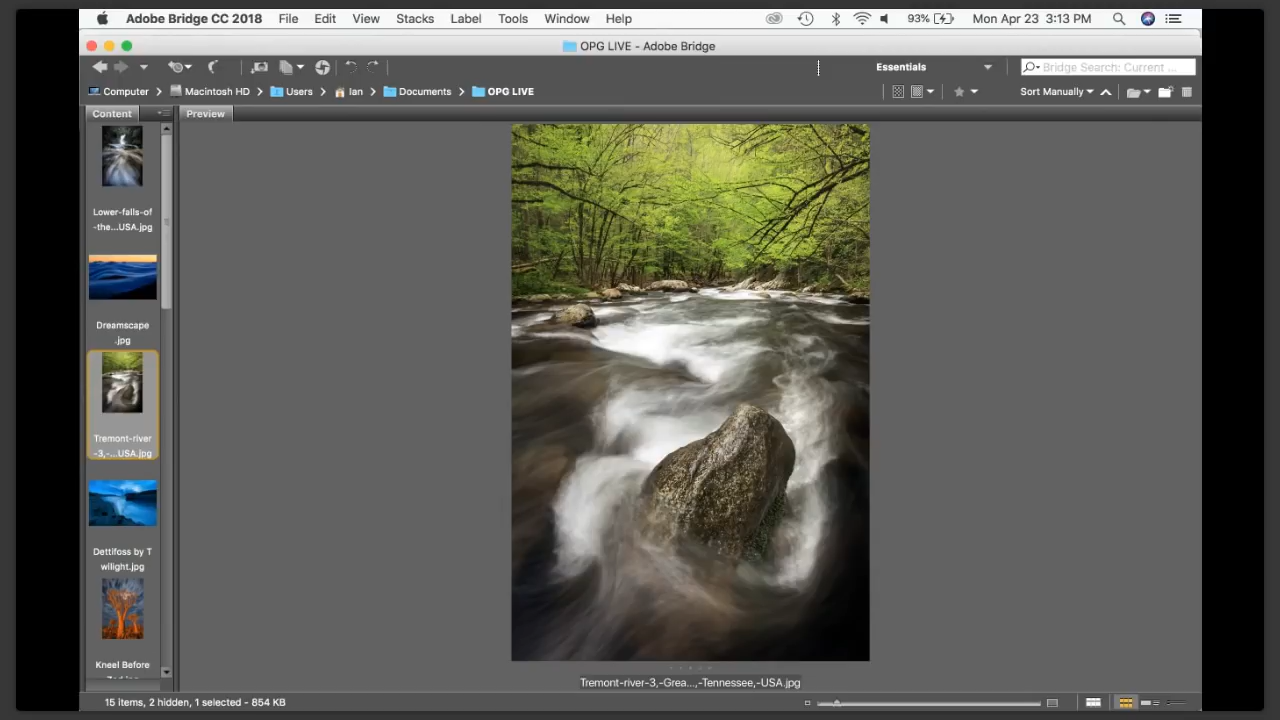 Adobe Bridge CC 2018 File Edit View Stacks Label Tools Window Help 93% Mon Apr 23 3:13 PM
OPG LIVE - Adobe Bridge
Essentials Bridge Search: Current ...
Computer Macintosh HD Users Ian Documents OPG LIVE Sort Manually
Content Preview
Lower-falls-of
-the...USA.jpg
Dreamscape
.jpg
Tremont-river
-3,-...USA.jpg
Dettifoss by T
wilight.jpg
Kneel Before
Tremont-river-3,-Grea...,-Tennessee,-USA.jpg
15 items, 2 hidden, 1 selected - 854 KB